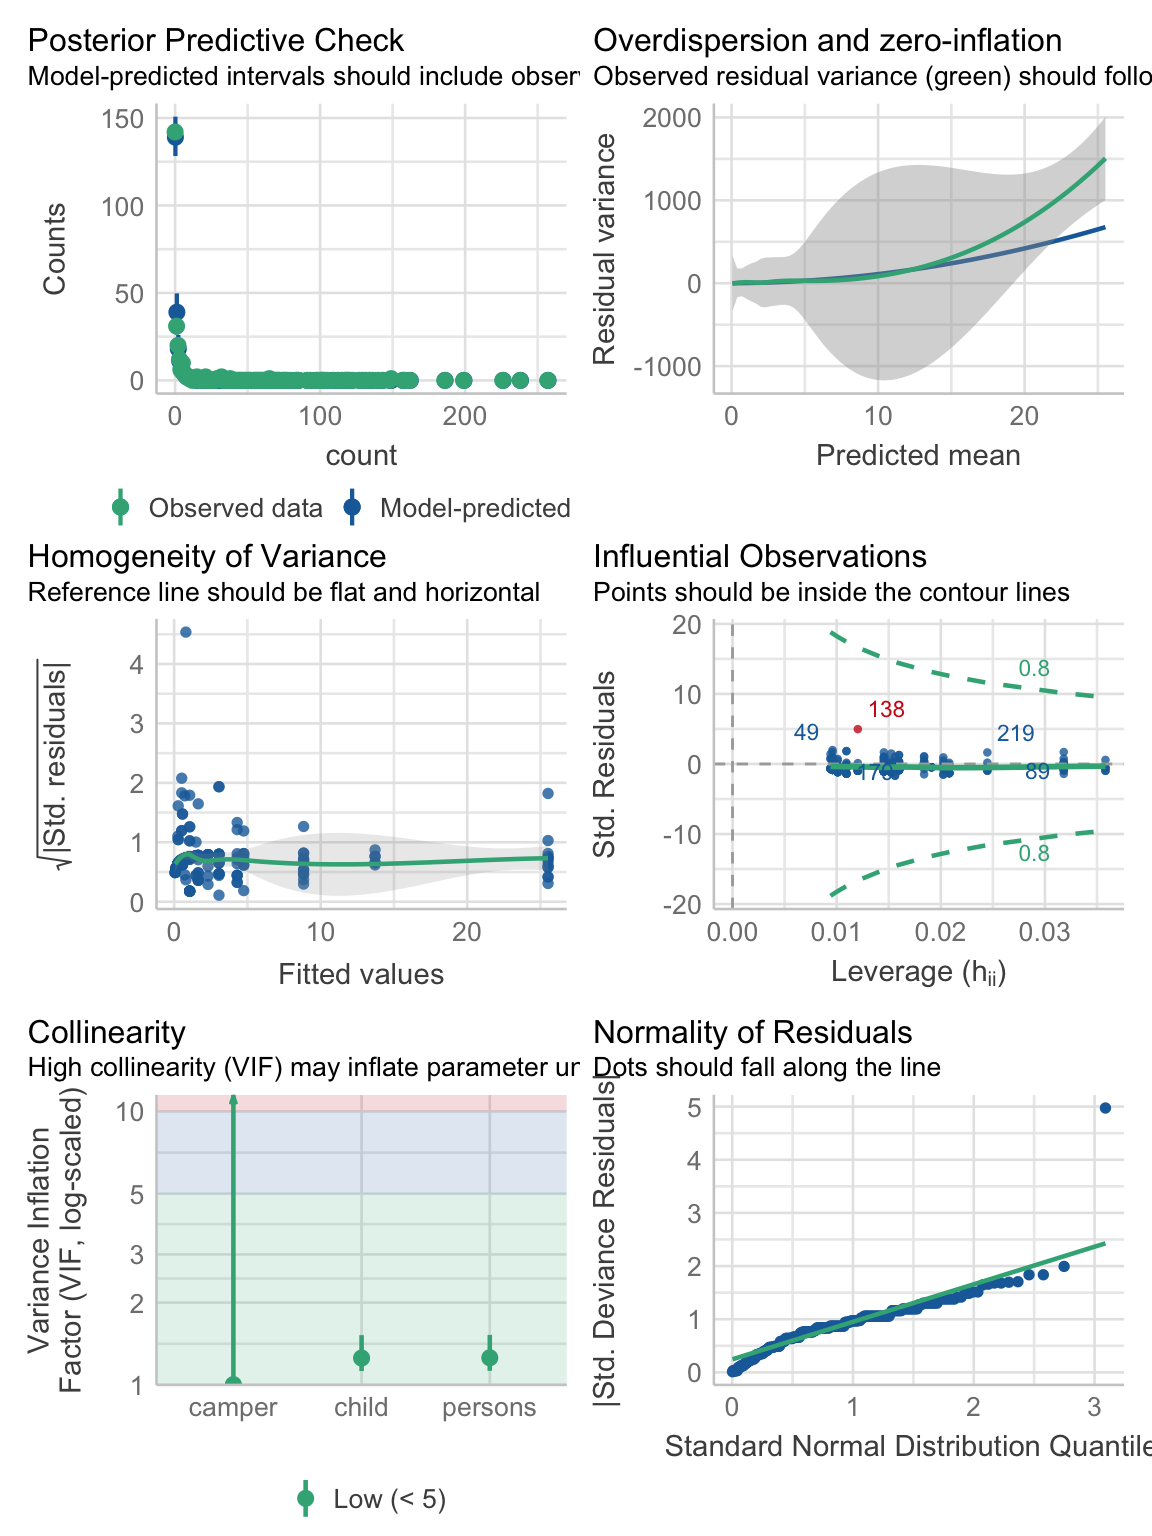 Posterior Predictive Check
Model-predicted intervals should include obser
150
100
50
0
Counts
0 100 200
count
Observed data
Model-predicted
Overdispersion and zero-inflation
Observed residual variance (green) should follo
2000
1000
0
-1000
Residual variance
0 10 20
Predicted mean
Homogeneity of Variance
Reference line should be flat and horizontal
4
3
2
1
0
√|Std. residuals|
0 10 20
Fitted values
Influential Observations
Points should be inside the contour lines
20
10
0
-10
-20
Std. Residuals
0.8
138
49
219
89
0.8
0.00 0.01 0.02 0.03
Leverage (hii)
Collinearity
High collinearity (VIF) may inflate parameter un
10
5
3
2
1
Variance Inflation
Factor (VIF, log-scaled)
camper child persons
Low (< 5)
Normality of Residuals
Dots should fall along the line
5
4
3
2
1
0
|Std. Deviance Residuals|
0 1 2 3
Standard Normal Distribution Quantile